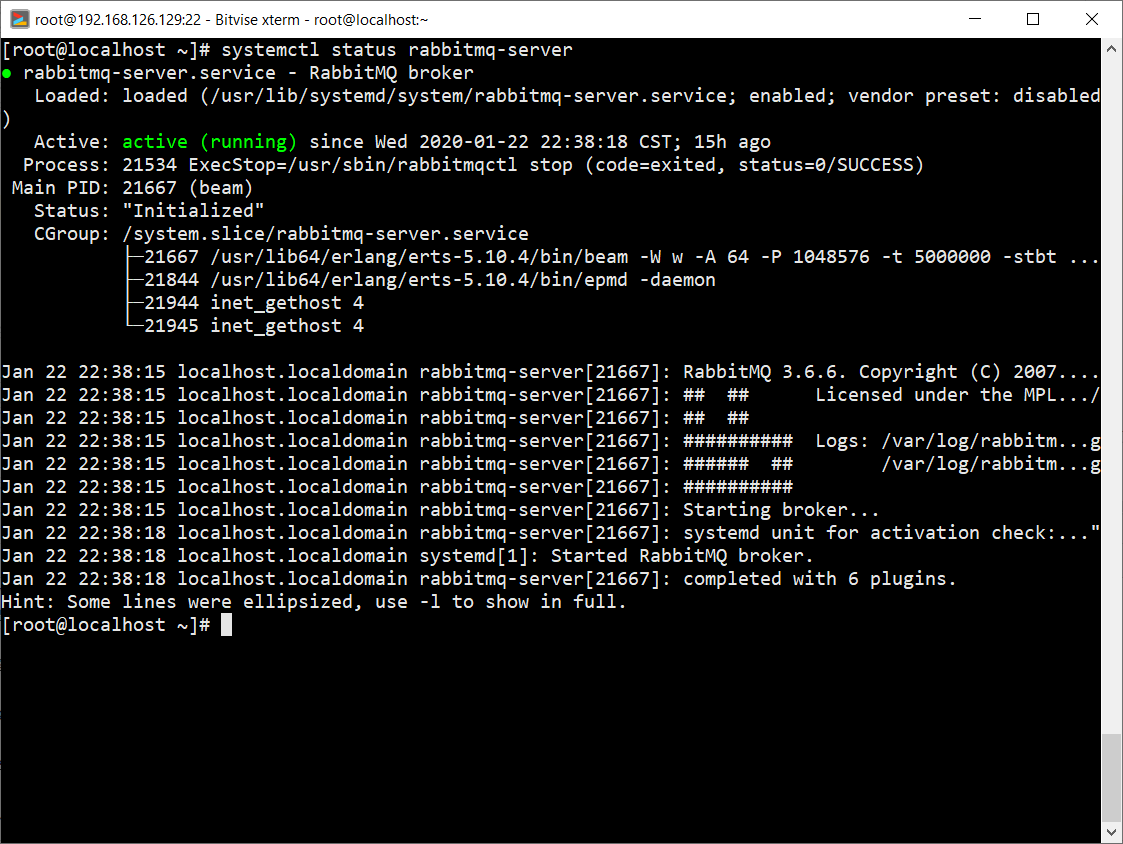 root@192.168.126.129:22 - Bitvise xterm - root@localhost:~
[root@localhost ~]# systemctl status rabbitmq-server
● rabbitmq-server.service - RabbitMQ broker
   Loaded: loaded (/usr/lib/systemd/system/rabbitmq-server.service; enabled; vendor preset: disabled
)
   Active: active (running) since Wed 2020-01-22 22:38:18 CST; 15h ago
  Process: 21534 ExecStop=/usr/sbin/rabbitmqctl stop (code=exited, status=0/SUCCESS)
 Main PID: 21667 (beam)
   Status: "Initialized"
   CGroup: /system.slice/rabbitmq-server.service
           ├─21667 /usr/lib64/erlang/erts-5.10.4/bin/beam -W w -A 64 -P 1048576 -t 5000000 -stbt ...
           ├─21844 /usr/lib64/erlang/erts-5.10.4/bin/epmd -daemon
           ├─21944 inet_gethost 4
           └─21945 inet_gethost 4
Jan 22 22:38:15 localhost.localdomain rabbitmq-server[21667]: RabbitMQ 3.6.6. Copyright (C) 2007....
Jan 22 22:38:15 localhost.localdomain rabbitmq-server[21667]: ##  ##      Licensed under the MPL.../
Jan 22 22:38:15 localhost.localdomain rabbitmq-server[21667]: ##  ##
Jan 22 22:38:15 localhost.localdomain rabbitmq-server[21667]: ##########  Logs: /var/log/rabbitm...g
Jan 22 22:38:15 localhost.localdomain rabbitmq-server[21667]: ######  ##        /var/log/rabbitm...g
Jan 22 22:38:15 localhost.localdomain rabbitmq-server[21667]: ##########
Jan 22 22:38:15 localhost.localdomain rabbitmq-server[21667]: Starting broker...
Jan 22 22:38:18 localhost.localdomain rabbitmq-server[21667]: systemd unit for activation check:..."
Jan 22 22:38:18 localhost.localdomain systemd[1]: Started RabbitMQ broker.
Jan 22 22:38:18 localhost.localdomain rabbitmq-server[21667]: completed with 6 plugins.
Hint: Some lines were ellipsized, use -l to show in full.
[root@localhost ~]#